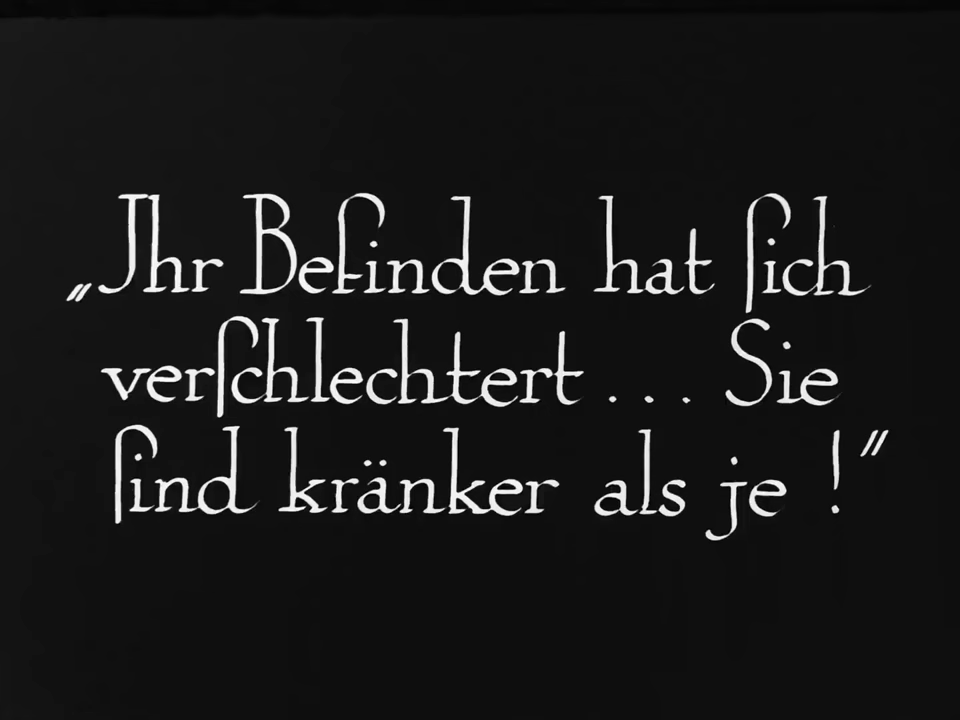 „Ihr Befinden hat ſich
verſchlechtert . . . Sie
ſind kränker als je !"